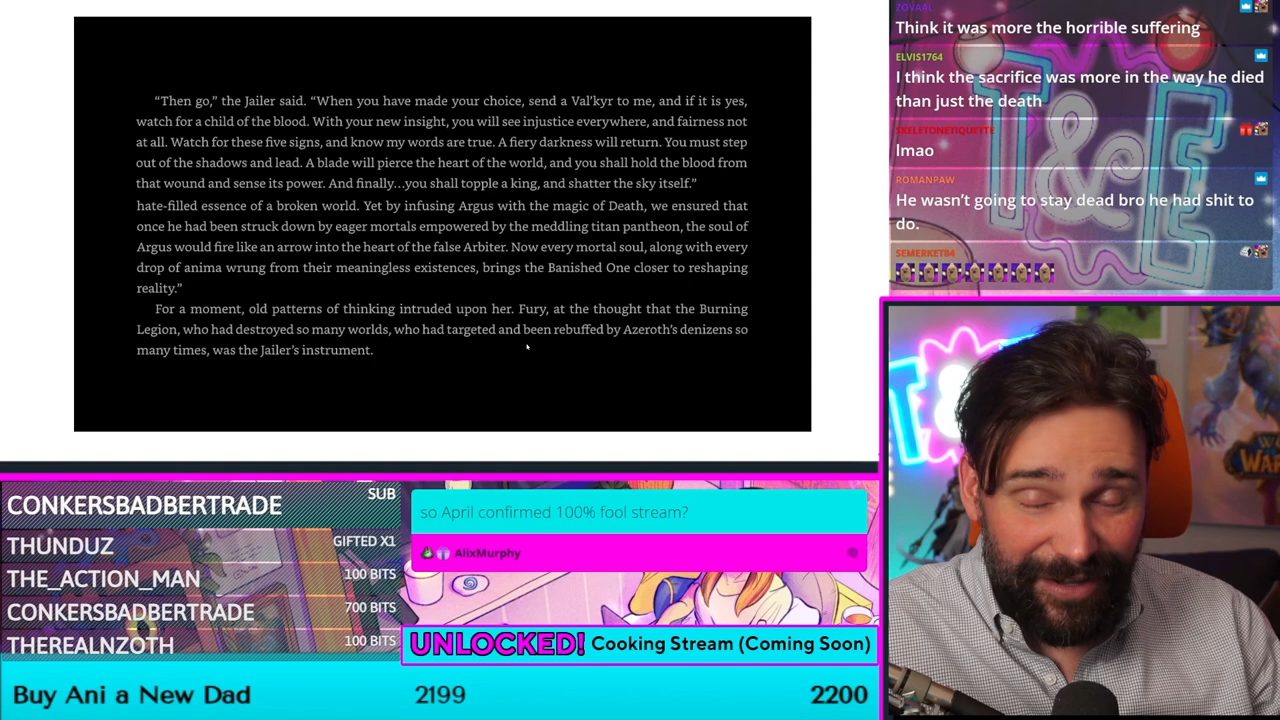 “Then go,” the Jailer said. “When you have made your choice, send a Val’kyr to me, and if it is yes,
watch for a child of the blood. With your new insight, you will see injustice everywhere, and fairness not
at all. Watch for these five signs, and know my words are true. A fiery darkness will return. You must step
out of the shadows and lead. A blade will pierce the heart of the world, and you shall hold the blood from
that wound and sense its power. And finally…you shall topple a king, and shatter the sky itself.”
hate-filled essence of a broken world. Yet by infusing Argus with the magic of Death, we ensured that
once he had been struck down by eager mortals empowered by the meddling titan pantheon, the soul of
Argus would fire like an arrow into the heart of the false Arbiter. Now every mortal soul, along with every
drop of anima wrung from their meaningless existences, brings the Banished One closer to reshaping
reality.”
For a moment, old patterns of thinking intruded upon her. Fury, at the thought that the Burning
Legion, who had destroyed so many worlds, who had targeted and been rebuffed by Azeroth’s denizens so
many times, was the Jailer’s instrument.
ZOVAAL
Think it was more the horrible suffering
ELVIS1764
I think the sacrifice was more in the way he died
than just the death
SKELETONETIQUETTE
lmao
ROMANPAW
He wasn’t going to stay dead bro he had shit to
do.
SEMERKET84
T&E
CONKERSBADBERTRADE SUB
THUNDUZ GIFTED X1
THE_ACTION_MAN 100 BITS
CONKERSBADBERTRADE 700 BITS
THEREALNZOTH 100 BITS
so April confirmed 100% fool stream?
AlixMurphy
UNLOCKED! Cooking Stream (Coming Soon)
Buy Ani a New Dad 2199 2200